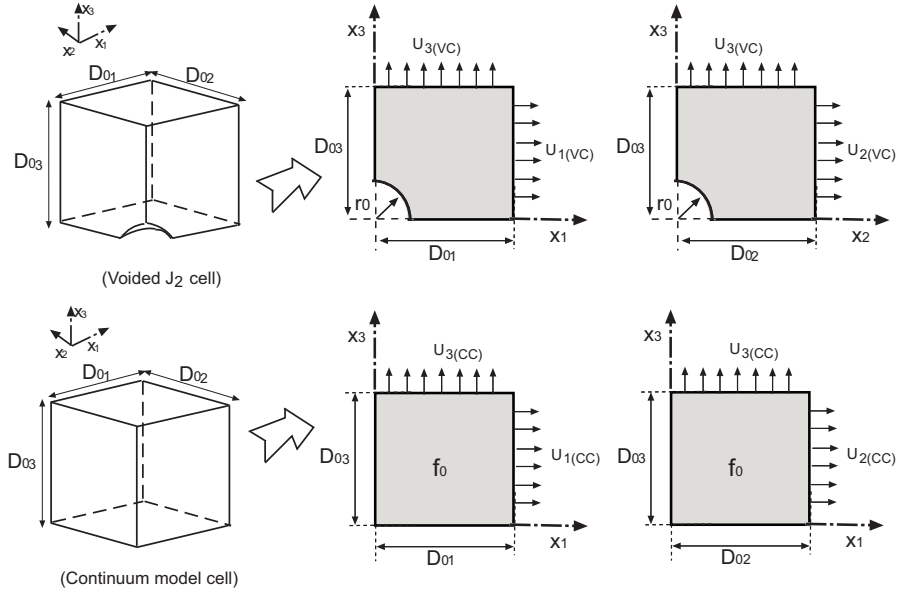 x3
x2
x1
D01
D02
D03
(Voided J2 cell)
x3
U3(VC)
D03
U1(VC)
r0
x1
D01
x3
U3(VC)
D03
U2(VC)
r0
x2
D02
x3
x2
x1
D01
D02
D03
(Continuum model cell)
x3
U3(CC)
D03
U1(CC)
f0
x1
D01
x3
U3(CC)
D03
U2(CC)
f0
x1
D02